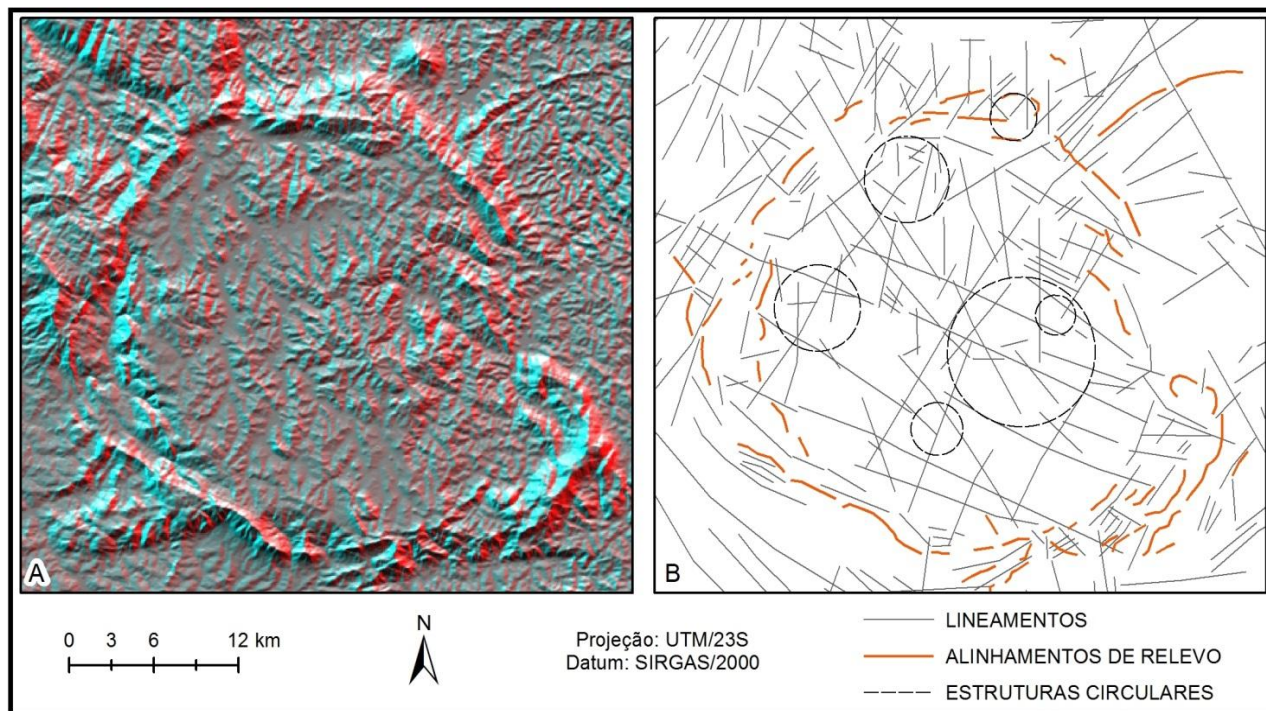 A
B
0 3 6 12 km
N
Projeção: UTM/23S
Datum: SIRGAS/2000
LINEAMENTOS
ALINHAMENTOS DE RELEVO
ESTRUTURAS CIRCULARES